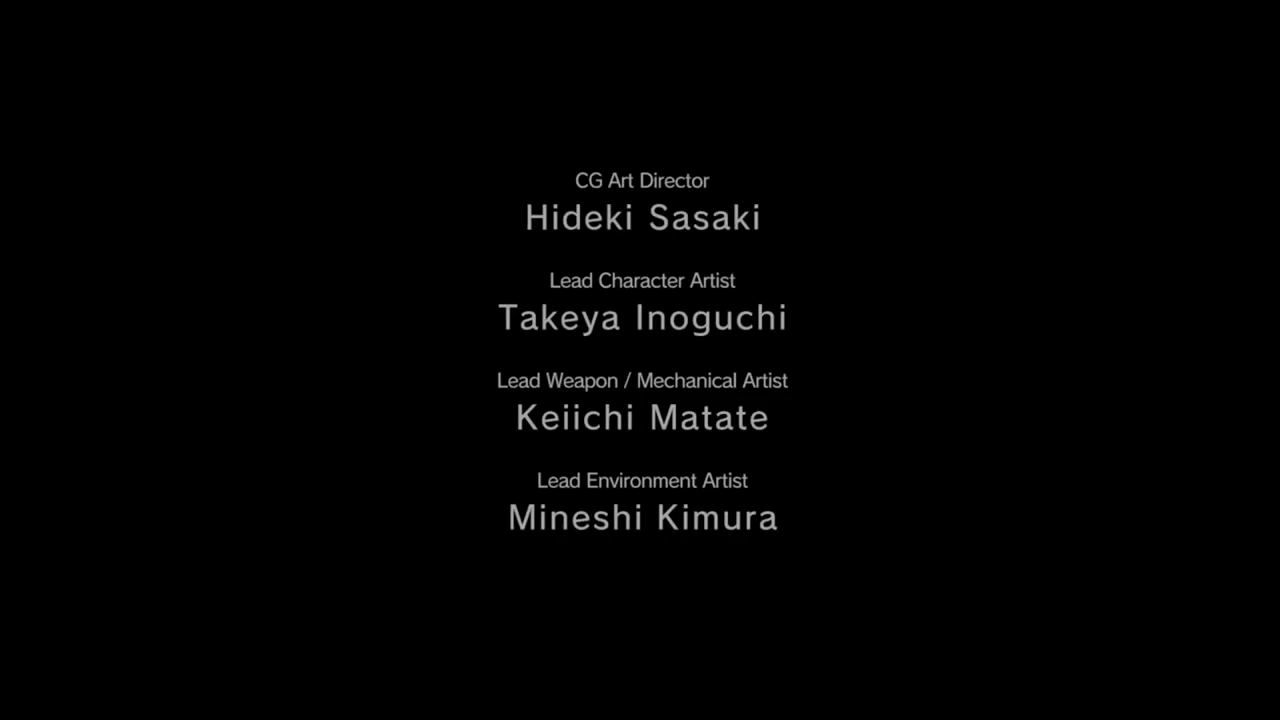 CG Art Director
Hideki Sasaki
Lead Character Artist
Takeya Inoguchi
Lead Weapon / Mechanical Artist
Keiichi Matate
Lead Environment Artist
Mineshi Kimura